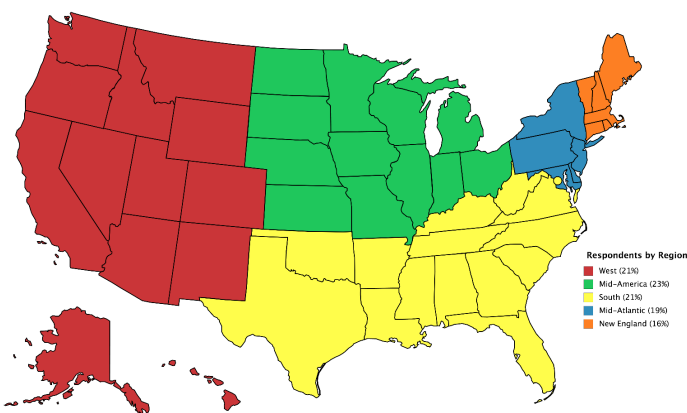 Respondents by Region
West (21%)
Mid-America (23%)
South (21%)
Mid-Atlantic (19%)
New England (16%)